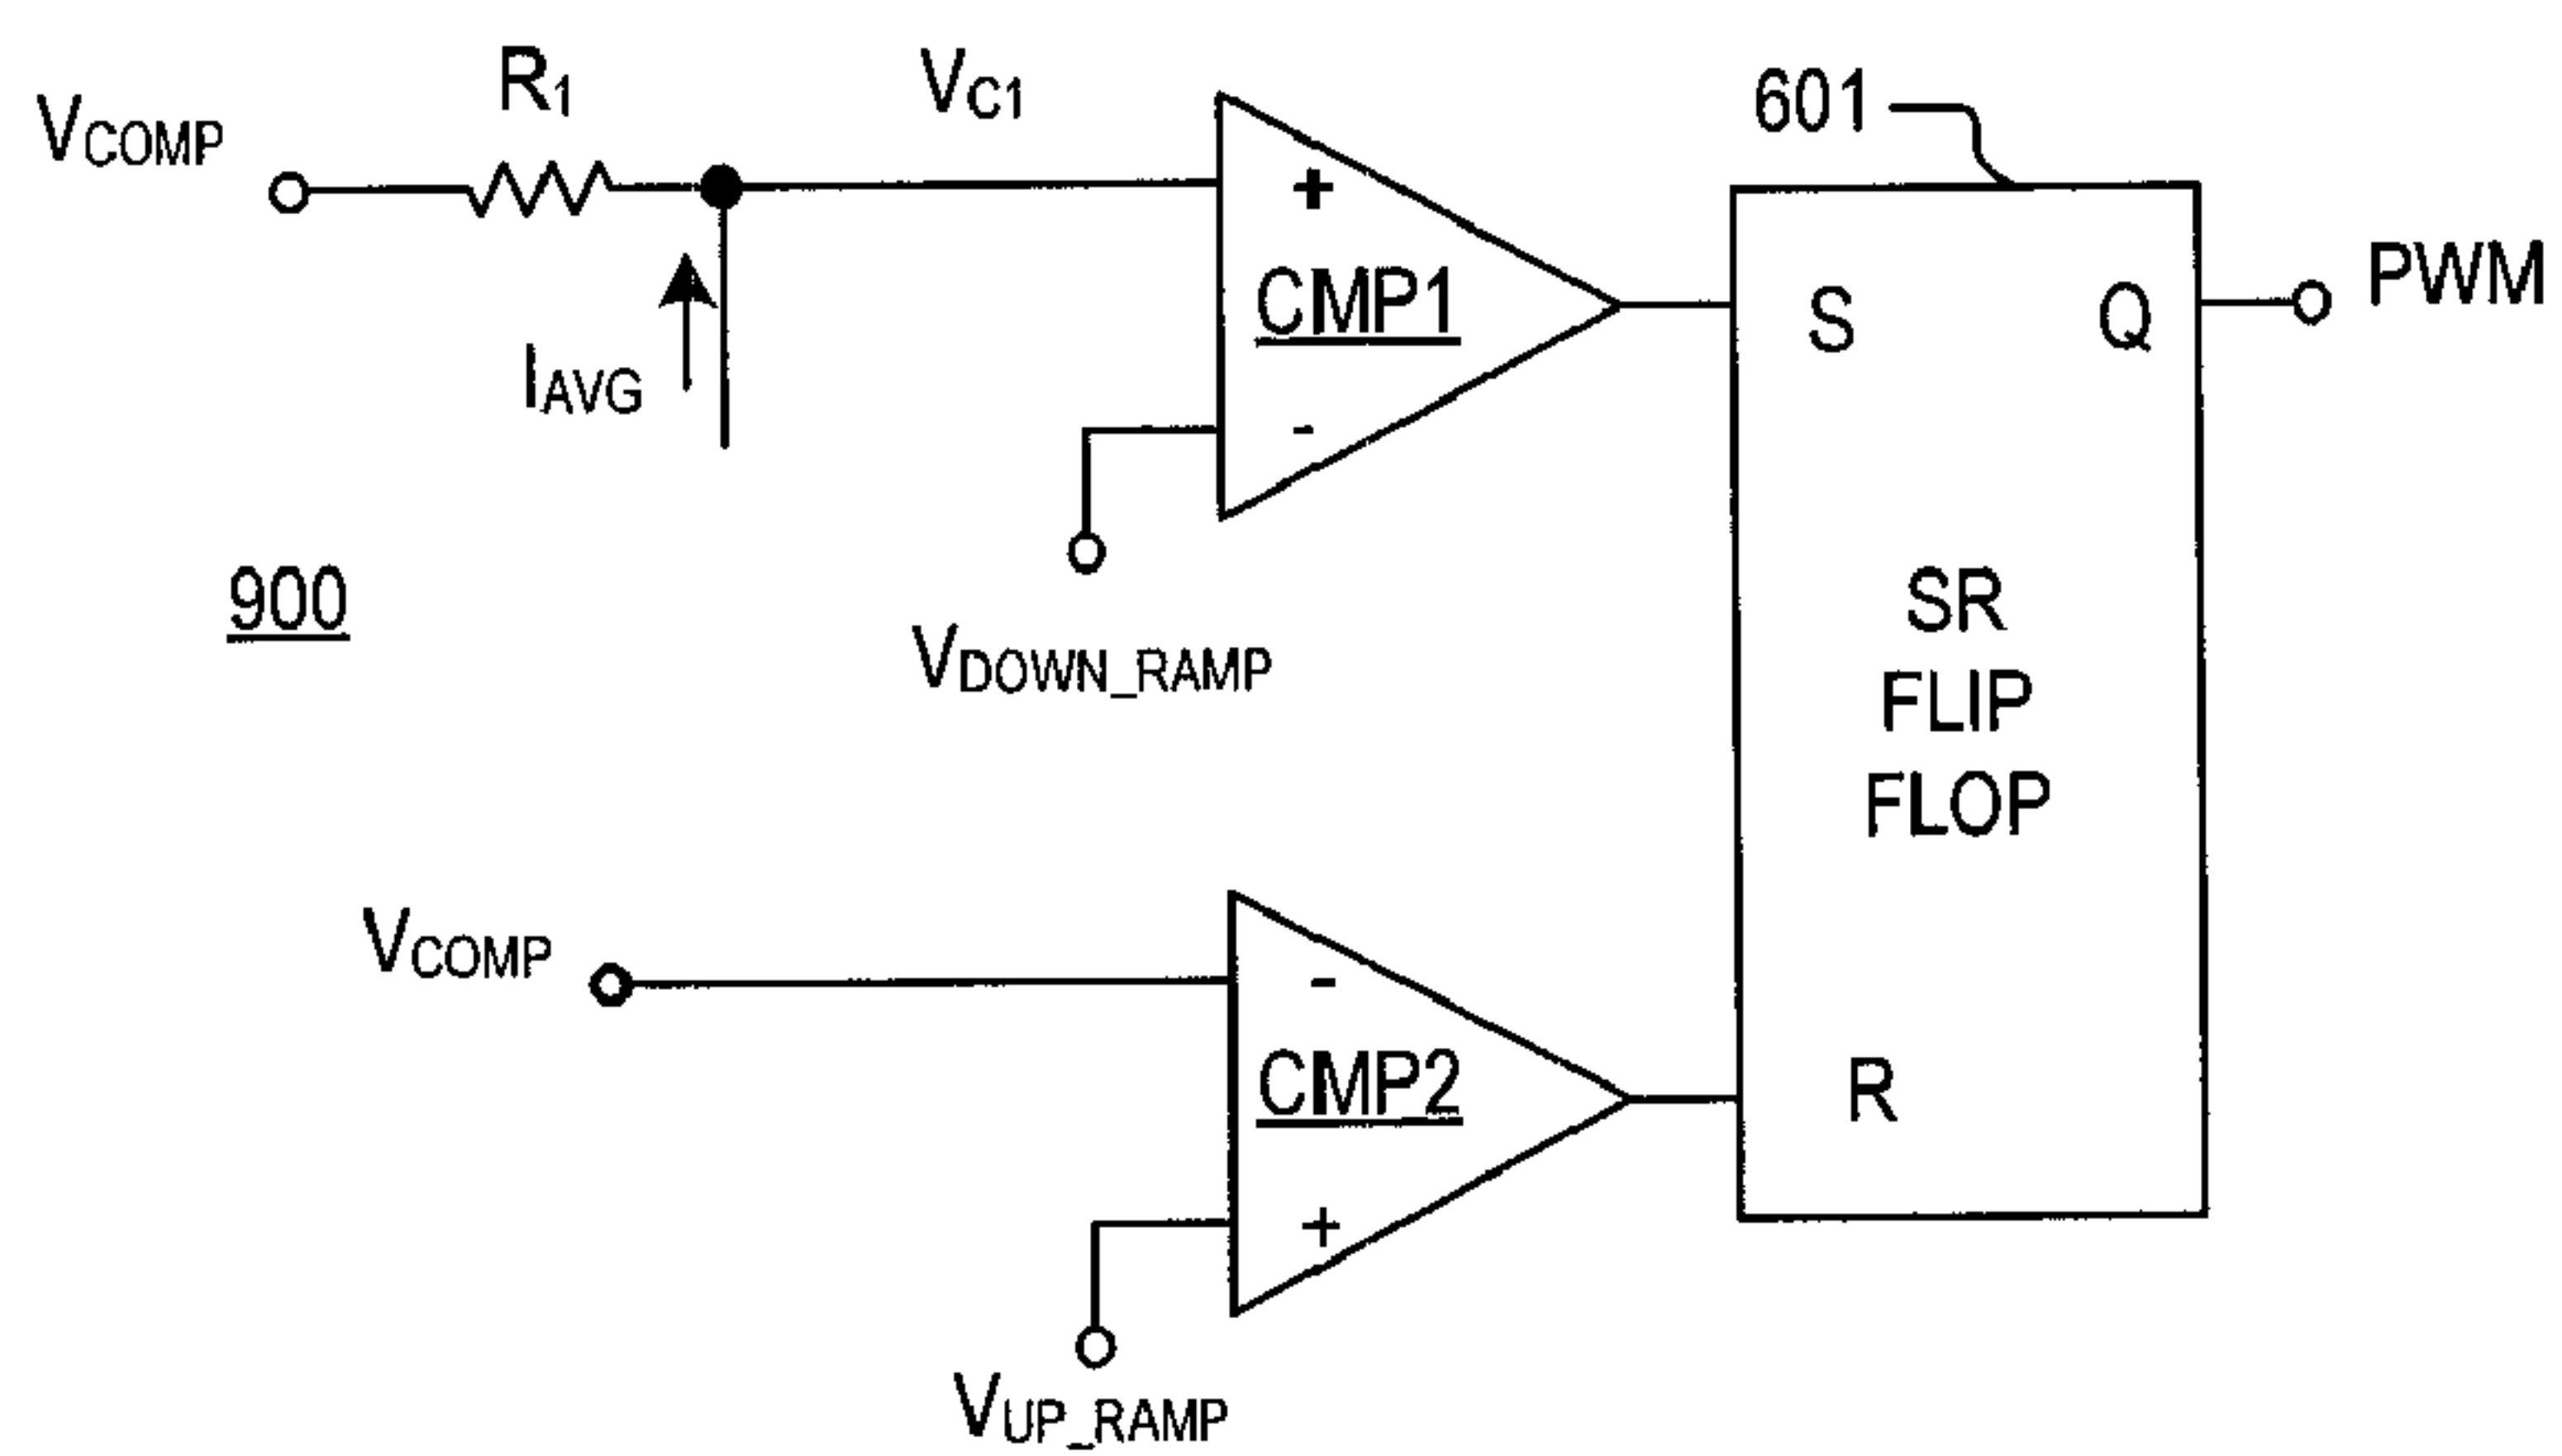 VCOMP
R1
VC1
601
+
CMP1
-
IAVG
S
Q
PWM
VDOWN_RAMP
900
SR
FLIP
FLOP
VCOMP
-
CMP2
+
R
VUP_RAMP